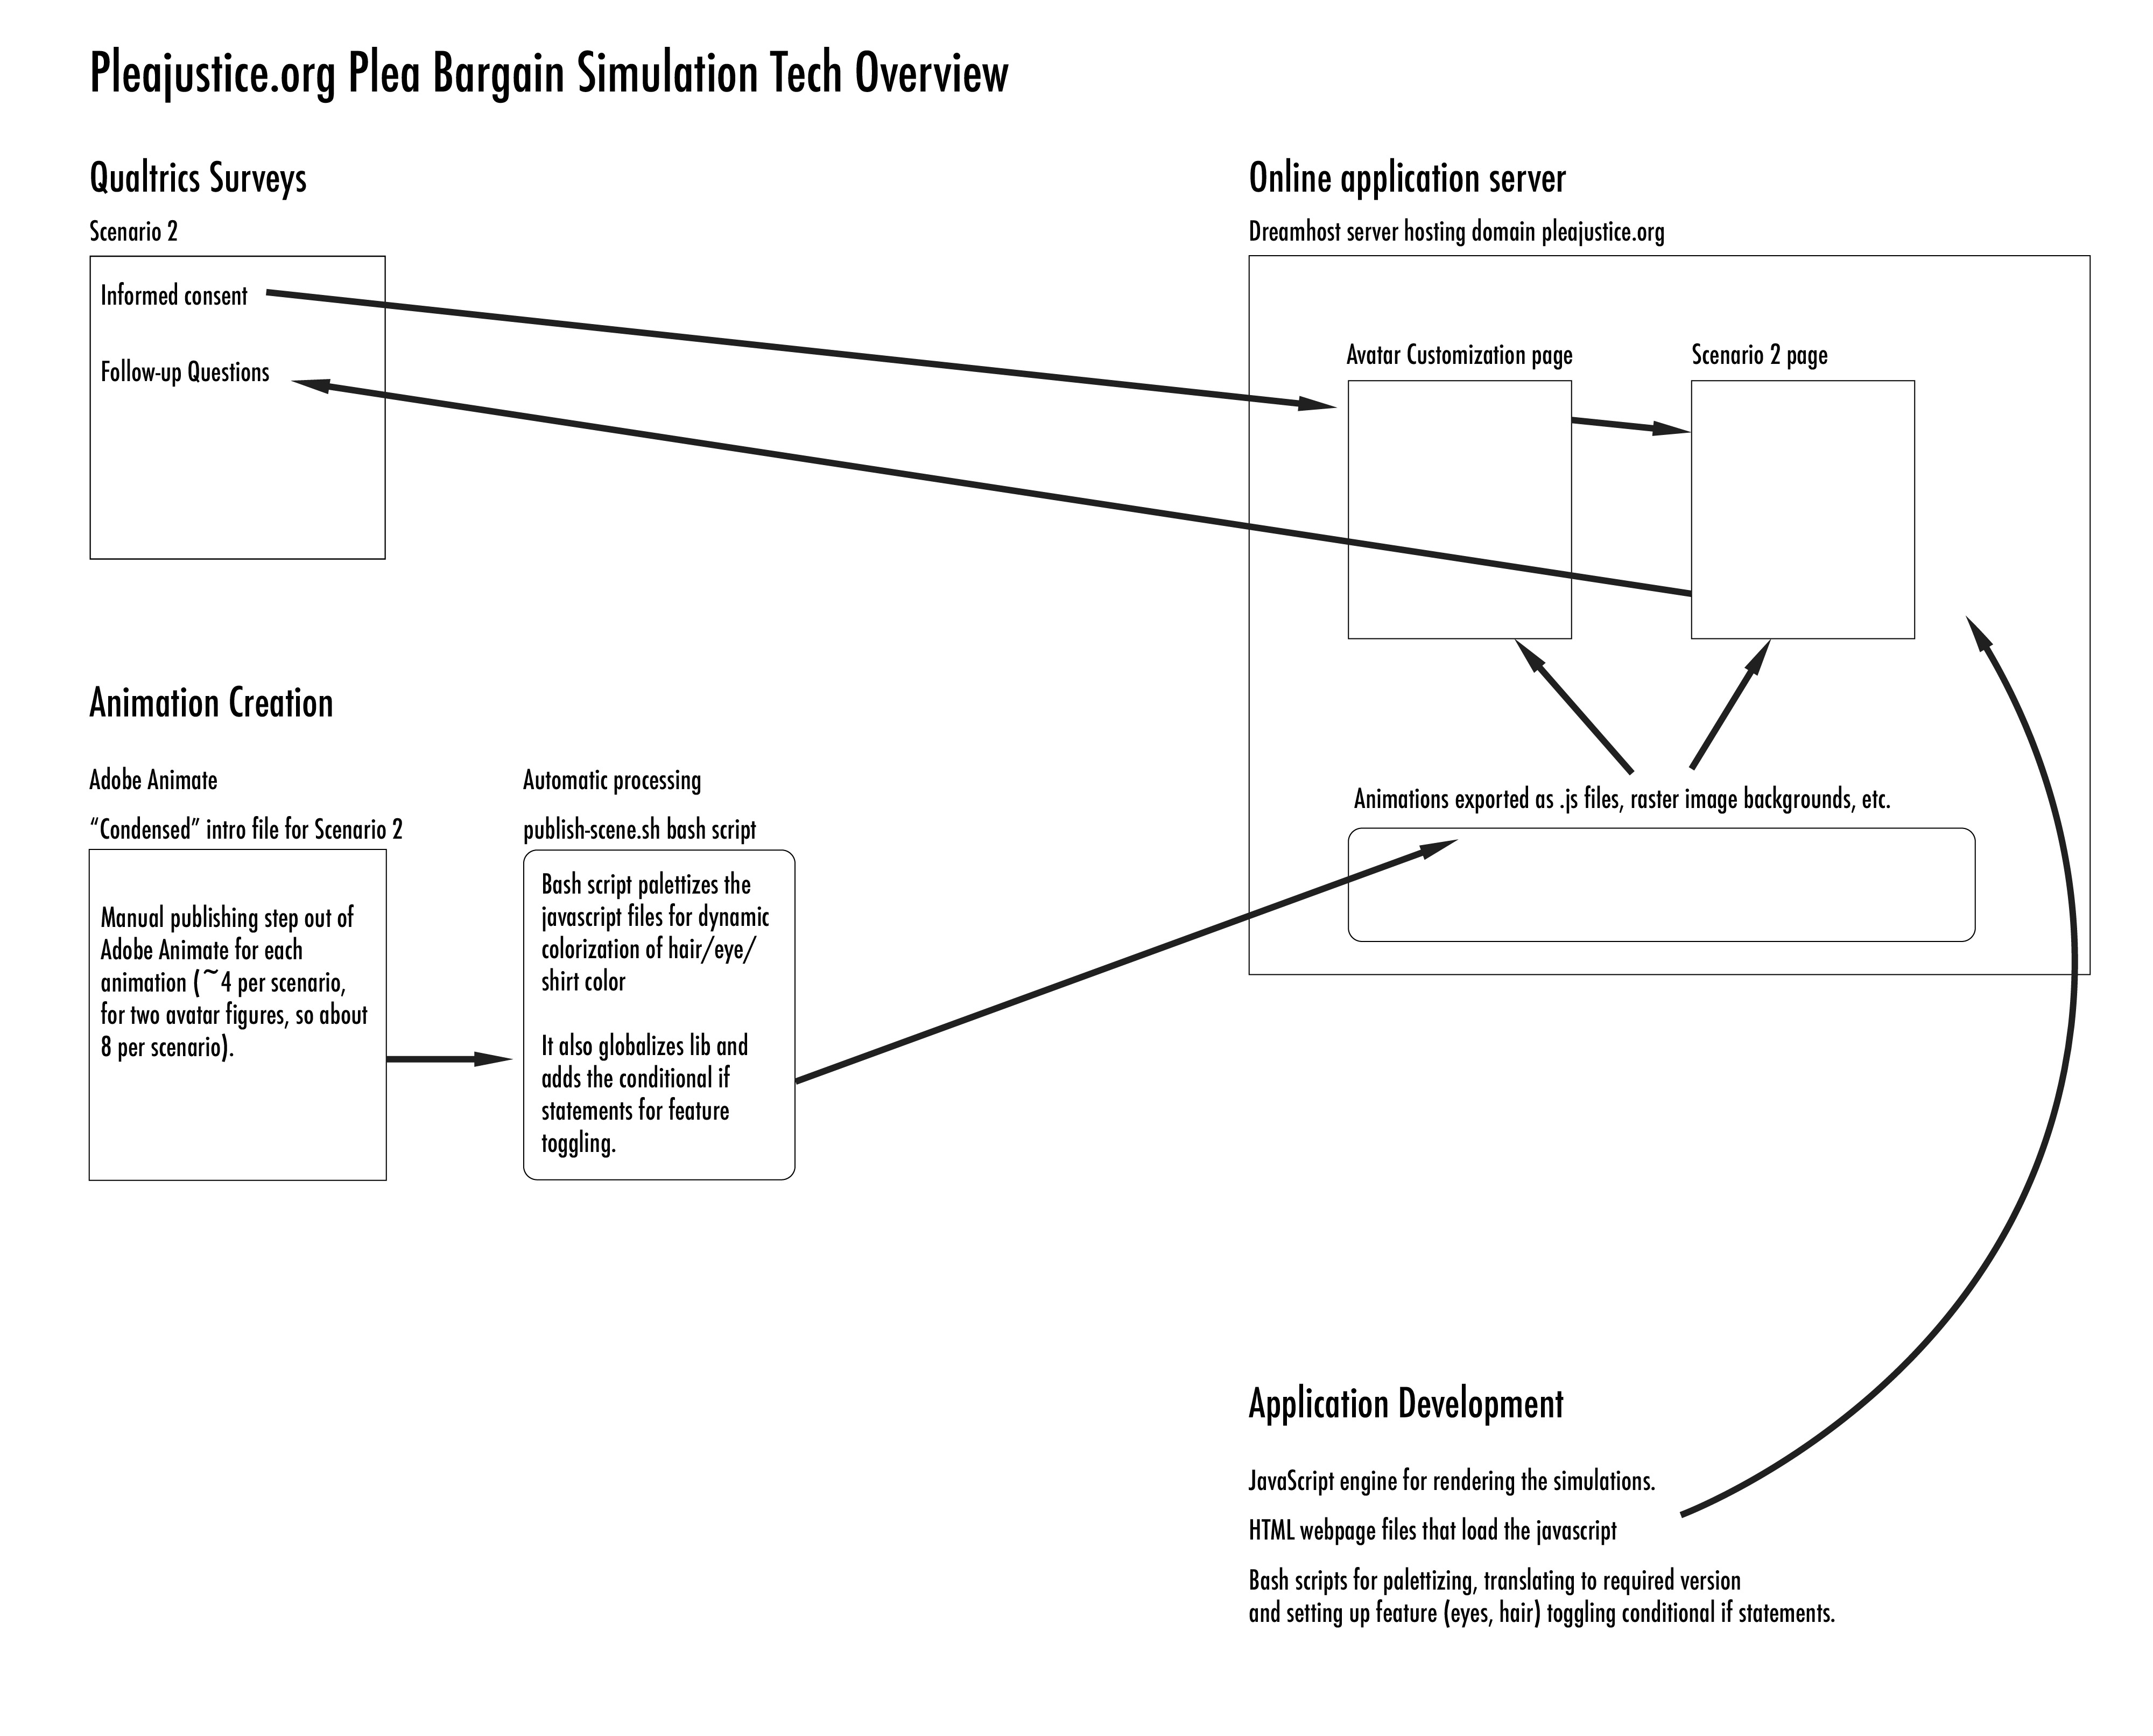 Pleajustice.org Plea Bargain Simulation Tech Overview
Qualtrics Surveys
Scenario 2
Informed consent
Follow-up Questions
Online application server
Dreamhost server hosting domain pleajustice.org
Avatar Customization page
Scenario 2 page
Animations exported as .js files, raster image backgrounds, etc.
Animation Creation
Adobe Animate
“Condensed” intro file for Scenario 2
Manual publishing step out of
Adobe Animate for each
animation (~4 per scenario,
for two avatar figures, so about
8 per scenario).
Automatic processing
publish-scene.sh bash script
Bash script palettizes the
javascript files for dynamic
colorization of hair/eye/
shirt color
It also globalizes lib and
adds the conditional if
statements for feature
toggling.
Application Development
JavaScript engine for rendering the simulations.
HTML webpage files that load the javascript
Bash scripts for palettizing, translating to required version
and setting up feature (eyes, hair) toggling conditional if statements.